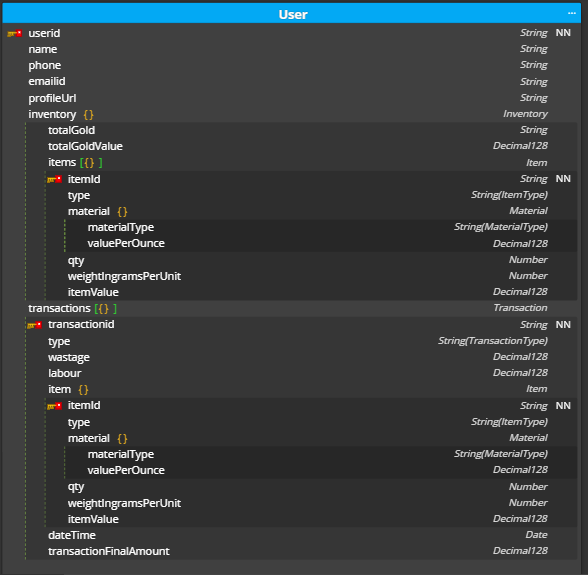 User ...
userid String NN
name String
phone String
emailid String
profileUrl String
inventory {} Inventory
totalGold String
totalGoldValue Decimal128
items [{} ] Item
itemId String NN
type String(ItemType)
material {} Material
materialType String(MaterialType)
valuePerOunce Decimal128
qty Number
weightIngramsPerUnit Number
itemValue Decimal128
transactions [{} ] Transaction
transactionid String NN
type String(TransactionType)
wastage Decimal128
labour Decimal128
item {} Item
itemId String NN
type String(ItemType)
material {} Material
materialType String(MaterialType)
valuePerOunce Decimal128
qty Number
weightIngramsPerUnit Number
itemValue Decimal128
dateTime Date
transactionFinalAmount Decimal128